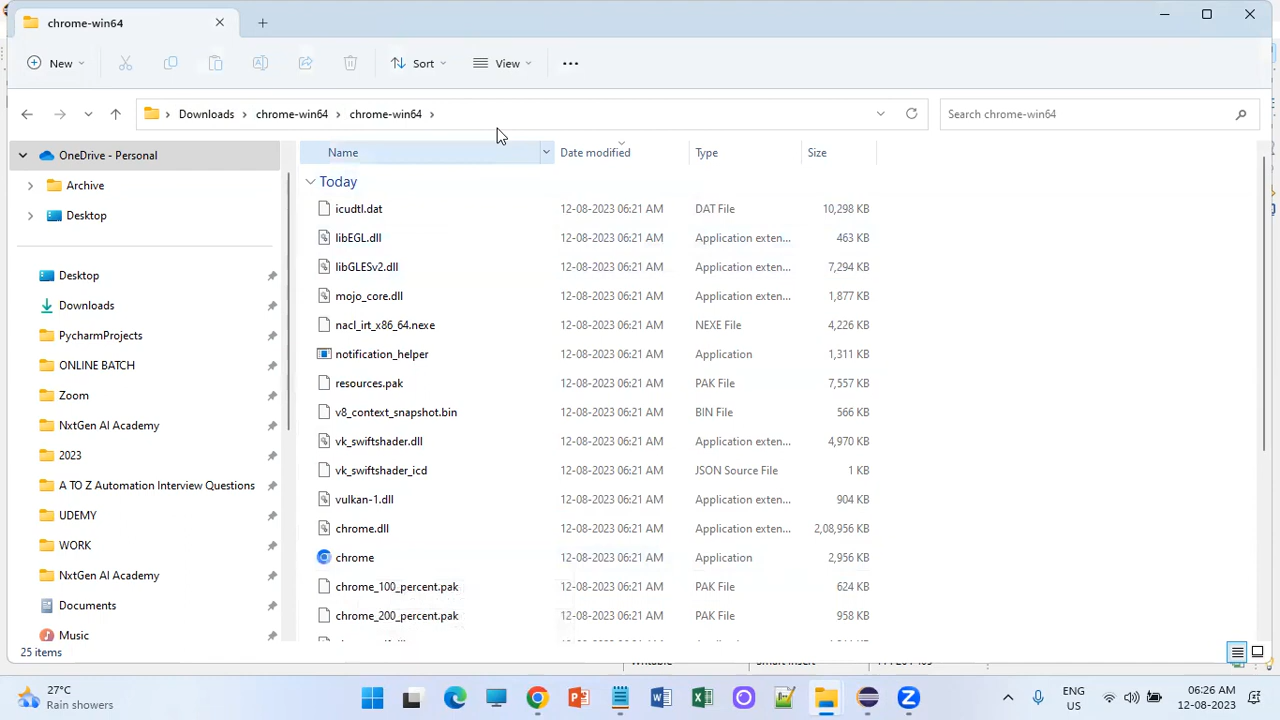 chrome-win64
New
Sort
View
Downloads
chrome-win64
chrome-win64
Search chrome-win64
OneDrive - Personal
Archive
Desktop
Desktop
Downloads
PycharmProjects
ONLINE BATCH
Zoom
NxtGen AI Academy
2023
A TO Z Automation Interview Questions
UDEMY
WORK
NxtGen AI Academy
Documents
Music
Name Date modified Type Size
Today
icudtl.dat 12-08-2023 06:21 AM DAT File 10,298 KB
libEGL.dll 12-08-2023 06:21 AM Application exten... 463 KB
libGLESv2.dll 12-08-2023 06:21 AM Application exten... 7,294 KB
mojo_core.dll 12-08-2023 06:21 AM Application exten... 1,877 KB
nacl_irt_x86_64.nexe 12-08-2023 06:21 AM NEXE File 4,226 KB
notification_helper 12-08-2023 06:21 AM Application 1,311 KB
resources.pak 12-08-2023 06:21 AM PAK File 7,557 KB
v8_context_snapshot.bin 12-08-2023 06:21 AM BIN File 566 KB
vk_swiftshader.dll 12-08-2023 06:21 AM Application exten... 4,970 KB
vk_swiftshader_icd 12-08-2023 06:21 AM JSON Source File 1 KB
vulkan-1.dll 12-08-2023 06:21 AM Application exten... 904 KB
chrome.dll 12-08-2023 06:21 AM Application exten... 2,08,956 KB
chrome 12-08-2023 06:21 AM Application 2,956 KB
chrome_100_percent.pak 12-08-2023 06:21 AM PAK File 624 KB
chrome_200_percent.pak 12-08-2023 06:21 AM PAK File 958 KB
25 items
27°C
Rain showers
ENG
US
06:26 AM
12-08-2023